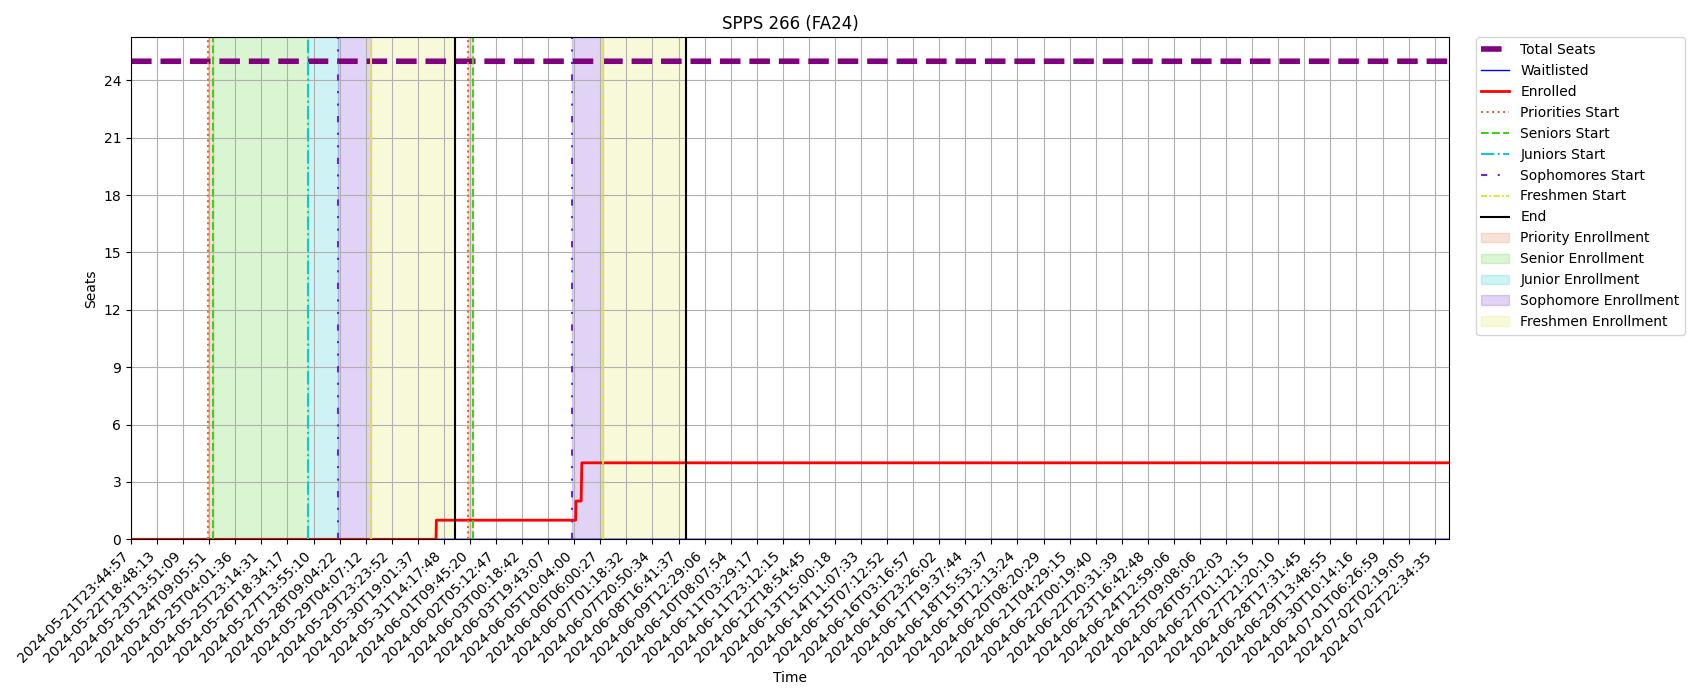 SPPS 266 (FA24)
Seats
24
21
18
15
12
9
6
3
0
2024-05-21T23:44:57
2024-05-22T18:48:13
2024-05-23T13:51:09
2024-05-24T09:05:51
2024-05-25T04:01:36
2024-05-25T23:14:31
2024-05-26T18:34:17
2024-05-27T13:55:10
2024-05-28T09:04:22
2024-05-29T04:07:12
2024-05-29T23:23:52
2024-05-30T19:01:37
2024-05-31T14:17:48
2024-06-01T09:45:20
2024-06-02T05:12:47
2024-06-03T00:18:42
2024-06-03T19:43:07
2024-06-05T10:04:00
2024-06-06T06:00:27
2024-06-07T01:18:32
2024-06-07T20:50:34
2024-06-08T16:41:37
2024-06-09T12:29:06
2024-06-10T08:07:54
2024-06-11T03:29:17
2024-06-11T23:12:15
2024-06-12T18:54:45
2024-06-13T15:00:18
2024-06-14T11:07:33
2024-06-15T07:12:52
2024-06-16T03:16:57
2024-06-16T23:26:02
2024-06-17T19:37:44
2024-06-18T15:53:37
2024-06-19T12:13:24
2024-06-20T08:20:29
2024-06-21T04:29:15
2024-06-22T00:19:40
2024-06-22T20:31:39
2024-06-23T16:42:48
2024-06-24T12:59:06
2024-06-25T09:08:06
2024-06-26T05:22:03
2024-06-27T01:12:15
2024-06-27T21:20:10
2024-06-28T17:31:45
2024-06-29T13:48:55
2024-06-30T10:14:16
2024-07-01T06:26:59
2024-07-02T02:19:05
2024-07-02T22:34:35
Time
Total Seats
Waitlisted
Enrolled
Priorities Start
Seniors Start
Juniors Start
Sophomores Start
Freshmen Start
End
Priority Enrollment
Senior Enrollment
Junior Enrollment
Sophomore Enrollment
Freshmen Enrollment